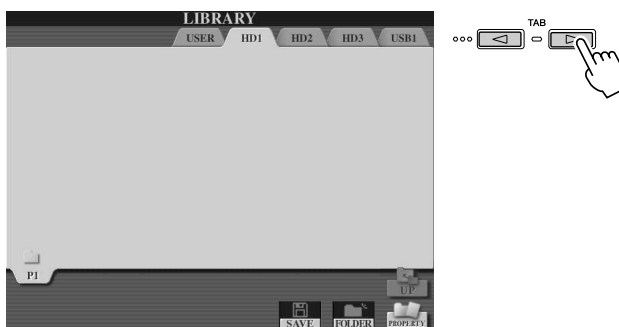 LIBRARY
USER HD1 HD2 HD3 USB1
TAB
P1
UP
SAVE FOLDER PROPERTY